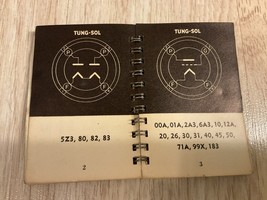 TUNG-SOL
P
P
F
F
5Z3, 80, 82, 83
2
TUNG-SOL
P
G
F
F
00A, 01A, 2A3, 6A3, 10, 12A,
20, 26, 30, 31, 40, 45, 50,
71A, 99X, 183
3